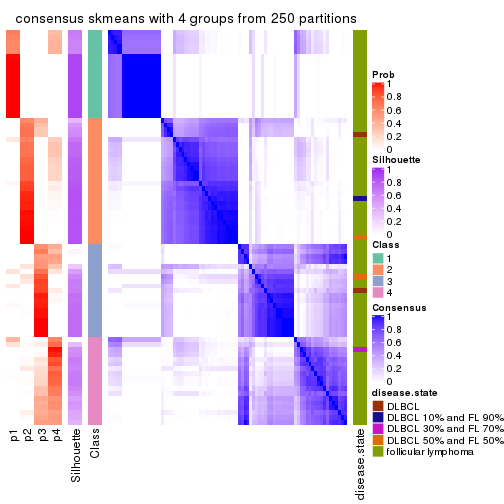 consensus skmeans with 4 groups from 250 partitions
Prob
1
0.8
0.6
0.4
0.2
0
Silhouette
1
0.8
0.6
0.4
0.2
0
Class
1
2
3
4
Consensus
1
0.8
0.6
0.4
0.2
0
disease.state
DLBCL
DLBCL 10% and FL 90%
DLBCL 30% and FL 70%
DLBCL 50% and FL 50%
follicular lymphoma
p1
p2
p3
p4
Silhouette
Class
disease.state